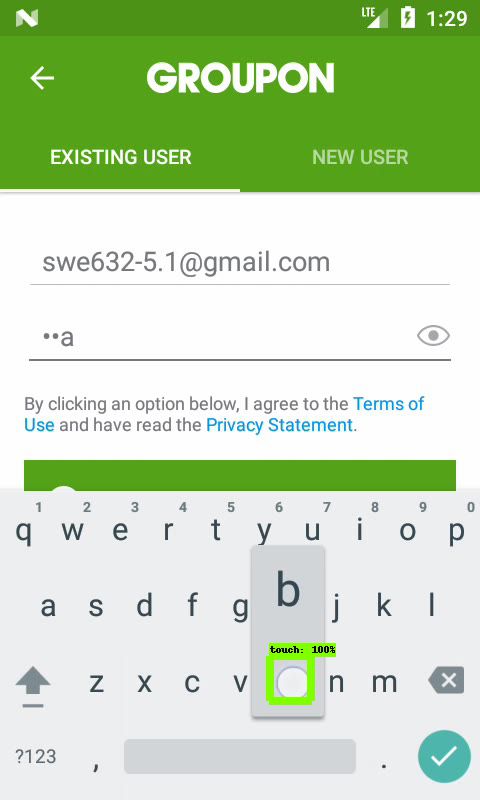 LTE 1:29
GROUPON
EXISTING USER NEW USER
swe632-5.1@gmail.com
••a
By clicking an option below, I agree to the Terms of
Use and have read the Privacy Statement.
1 2 3 4 5 6 7 8 9 0
q w e r t y u i o p
b
a s d f g j k l
touch: 100%
z x c v n m
?123 , .